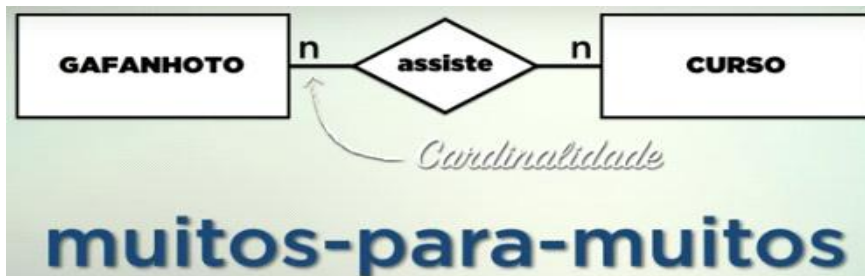 GAFANHOTO n assiste n CURSO
Cardinalidade
muitos-para-muitos